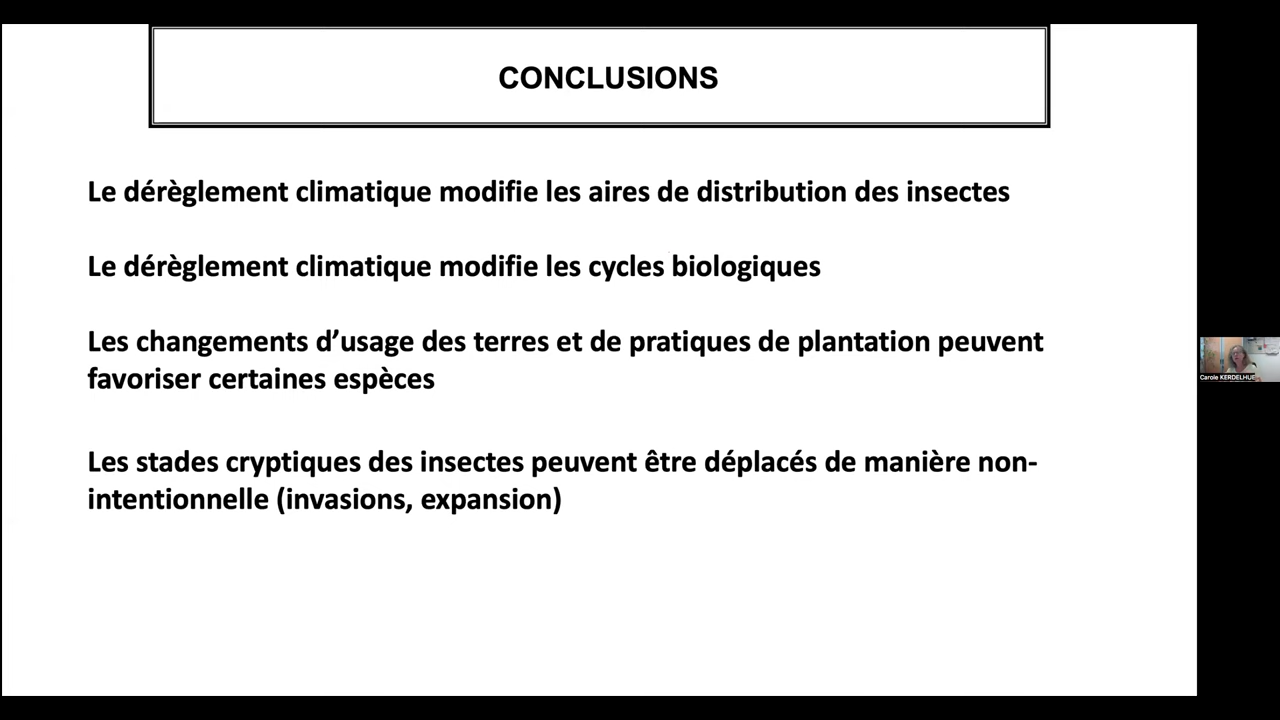 CONCLUSIONS
Le dérèglement climatique modifie les aires de distribution des insectes
Le dérèglement climatique modifie les cycles biologiques
Les changements d’usage des terres et de pratiques de plantation peuvent
favoriser certaines espèces
Les stades cryptiques des insectes peuvent être déplacés de manière non-
intentionnelle (invasions, expansion)
Carole KERDELHUE